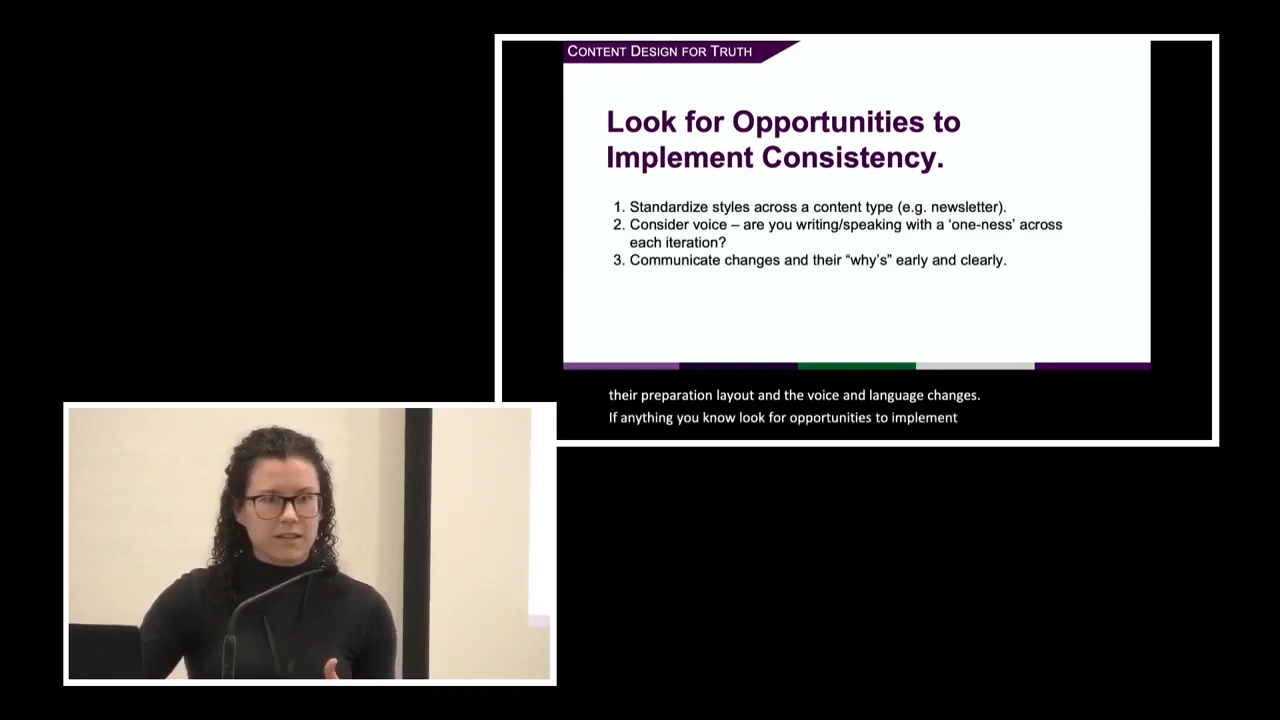 CONTENT DESIGN FOR TRUTH
Look for Opportunities to
Implement Consistency.
1. Standardize styles across a content type (e.g. newsletter).
2. Consider voice – are you writing/speaking with a ‘one-ness’ across
each iteration?
3. Communicate changes and their “why’s” early and clearly.
their preparation layout and the voice and language changes.
If anything you know look for opportunities to implement